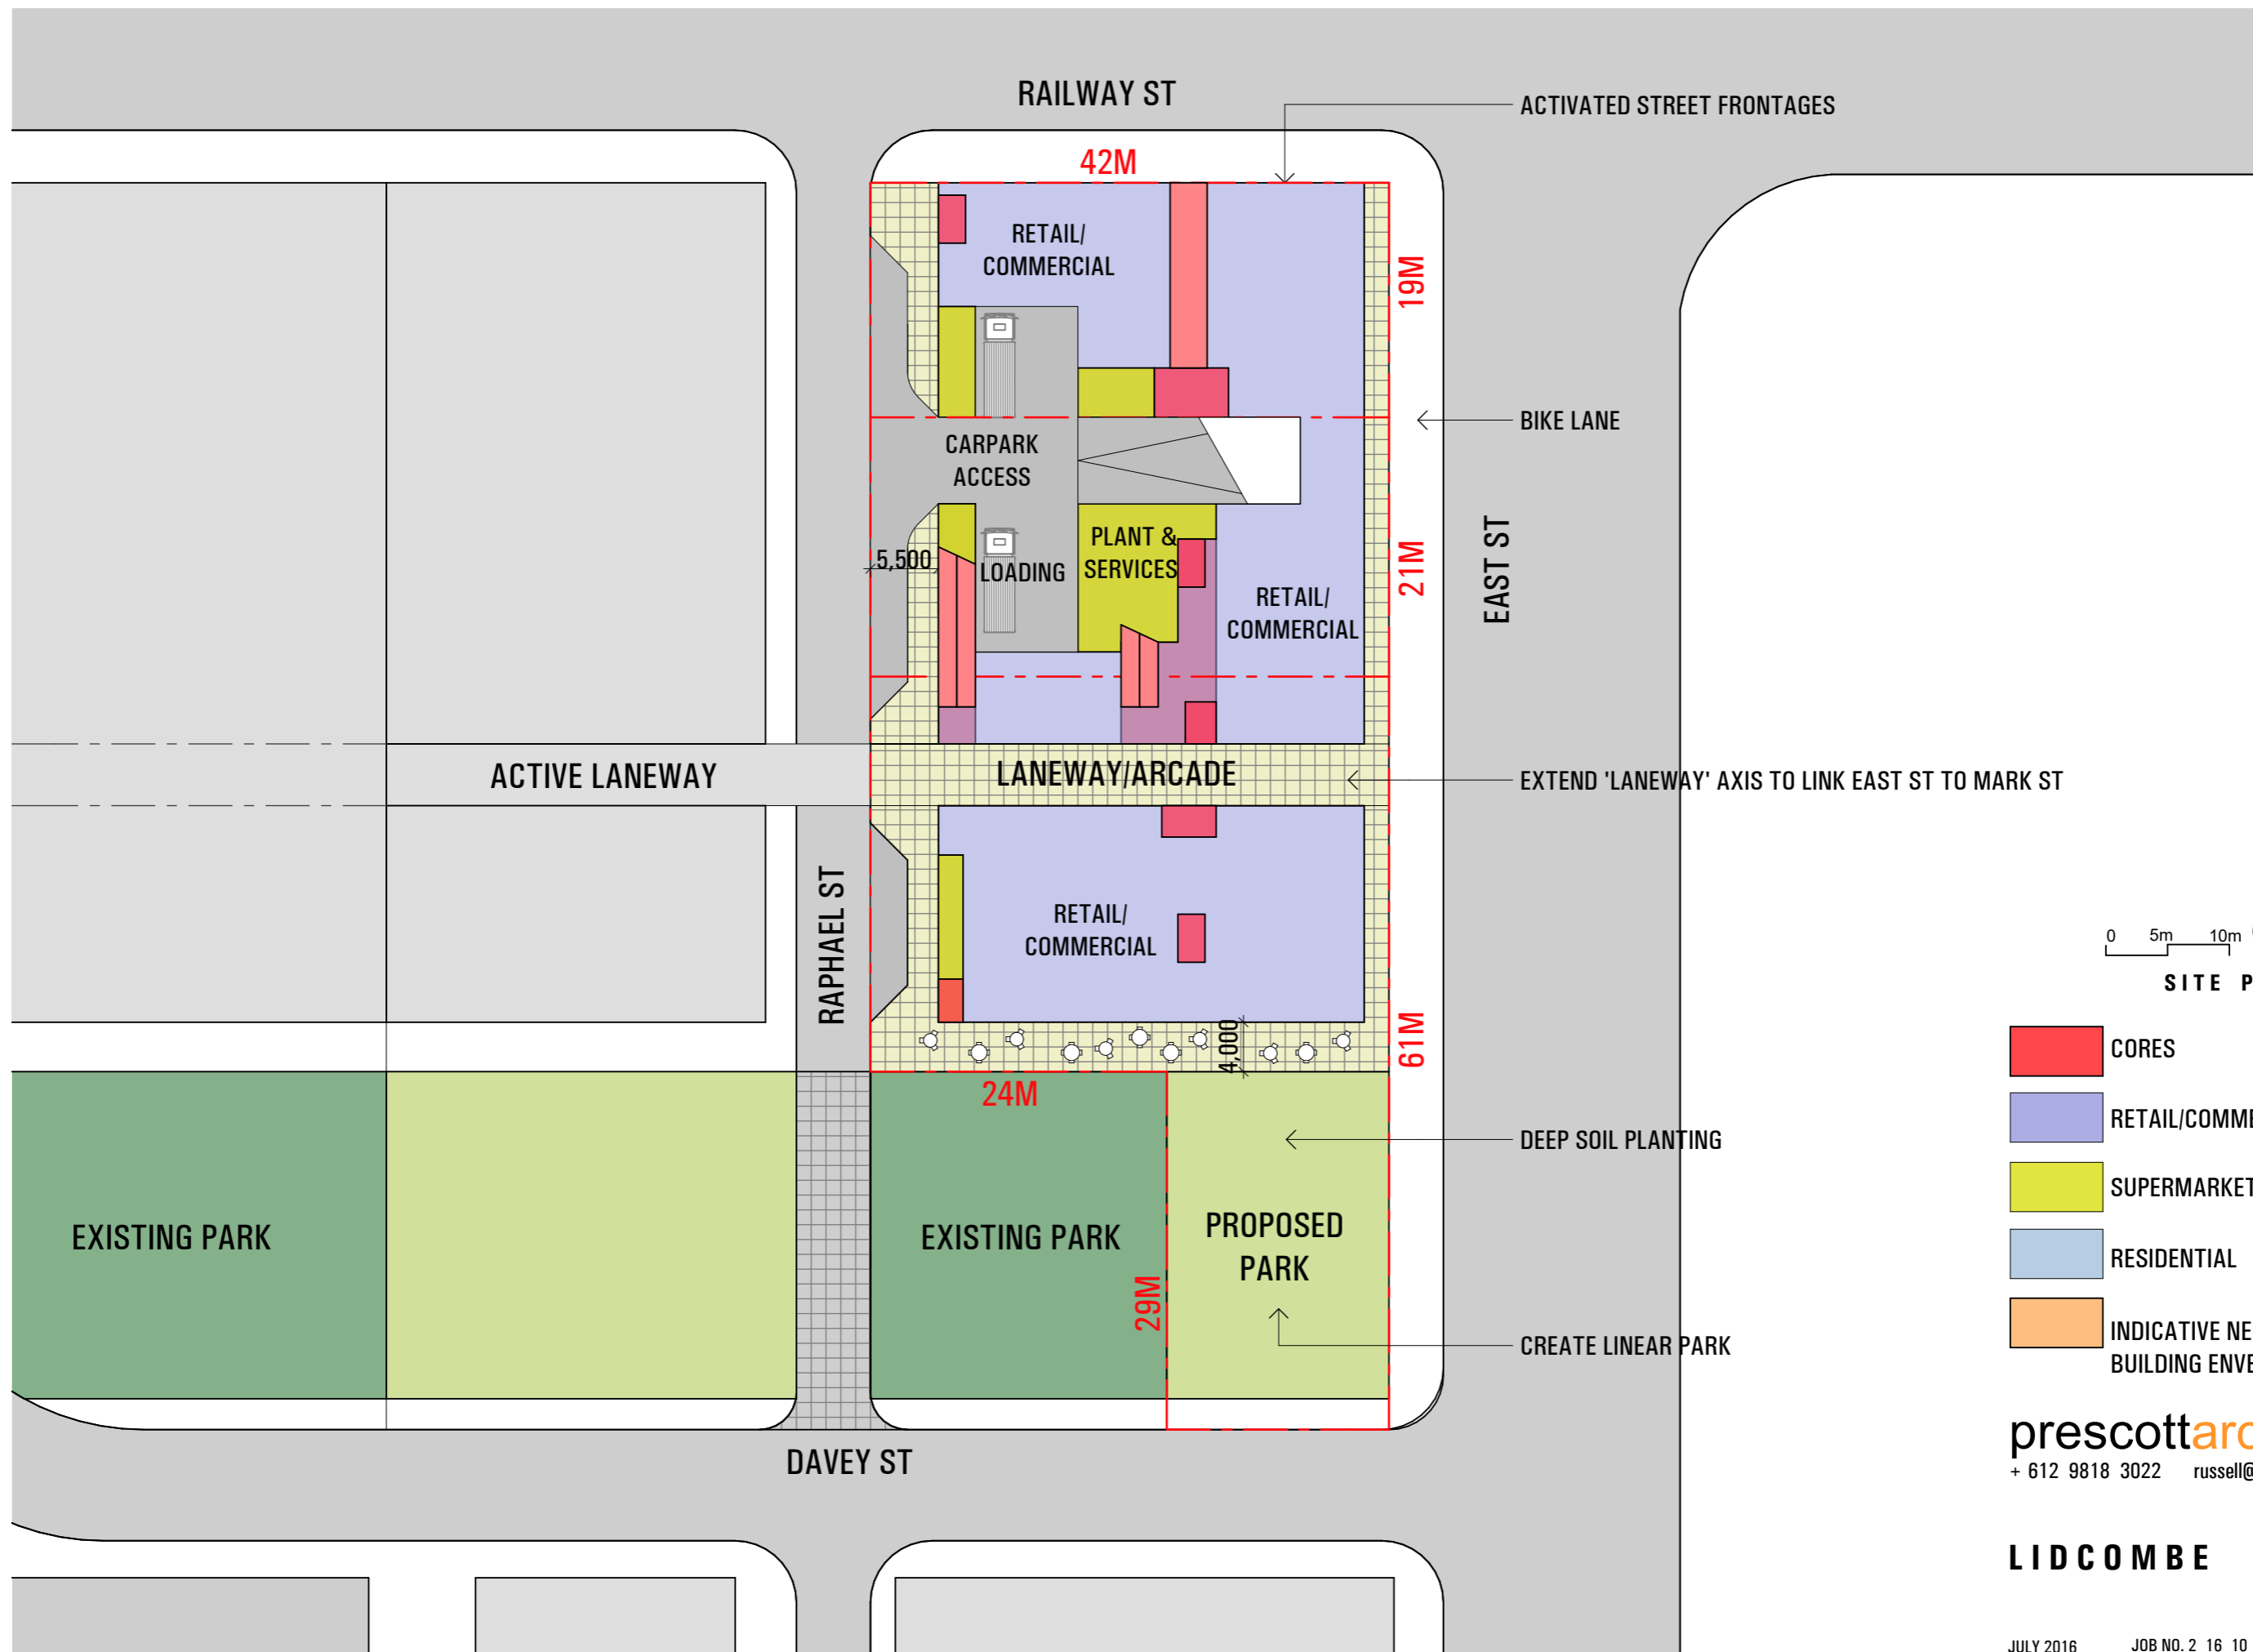 RAILWAY ST
ACTIVATED STREET FRONTAGES
42M
RETAIL/
COMMERCIAL
19M
BIKE LANE
CARPARK
ACCESS
5,500
LOADING
PLANT &
SERVICES
21M
EAST ST
RETAIL/
COMMERCIAL
ACTIVE LANEWAY
LANEWAY/ARCADE
EXTEND 'LANEWAY' AXIS TO LINK EAST ST TO MARK ST
RAPHAEL ST
RETAIL/
COMMERCIAL
4,000
61M
24M
DEEP SOIL PLANTING
EXISTING PARK
EXISTING PARK
PROPOSED
PARK
29M
CREATE LINEAR PARK
DAVEY ST
0 5m 10m
SITE P
CORES
RETAIL/COMME
SUPERMARKET
RESIDENTIAL
INDICATIVE NE
BUILDING ENVE
prescottarc
+ 612 9818 3022 russell@
LIDCOMBE
JULY 2016 JOB NO. 2 16 10